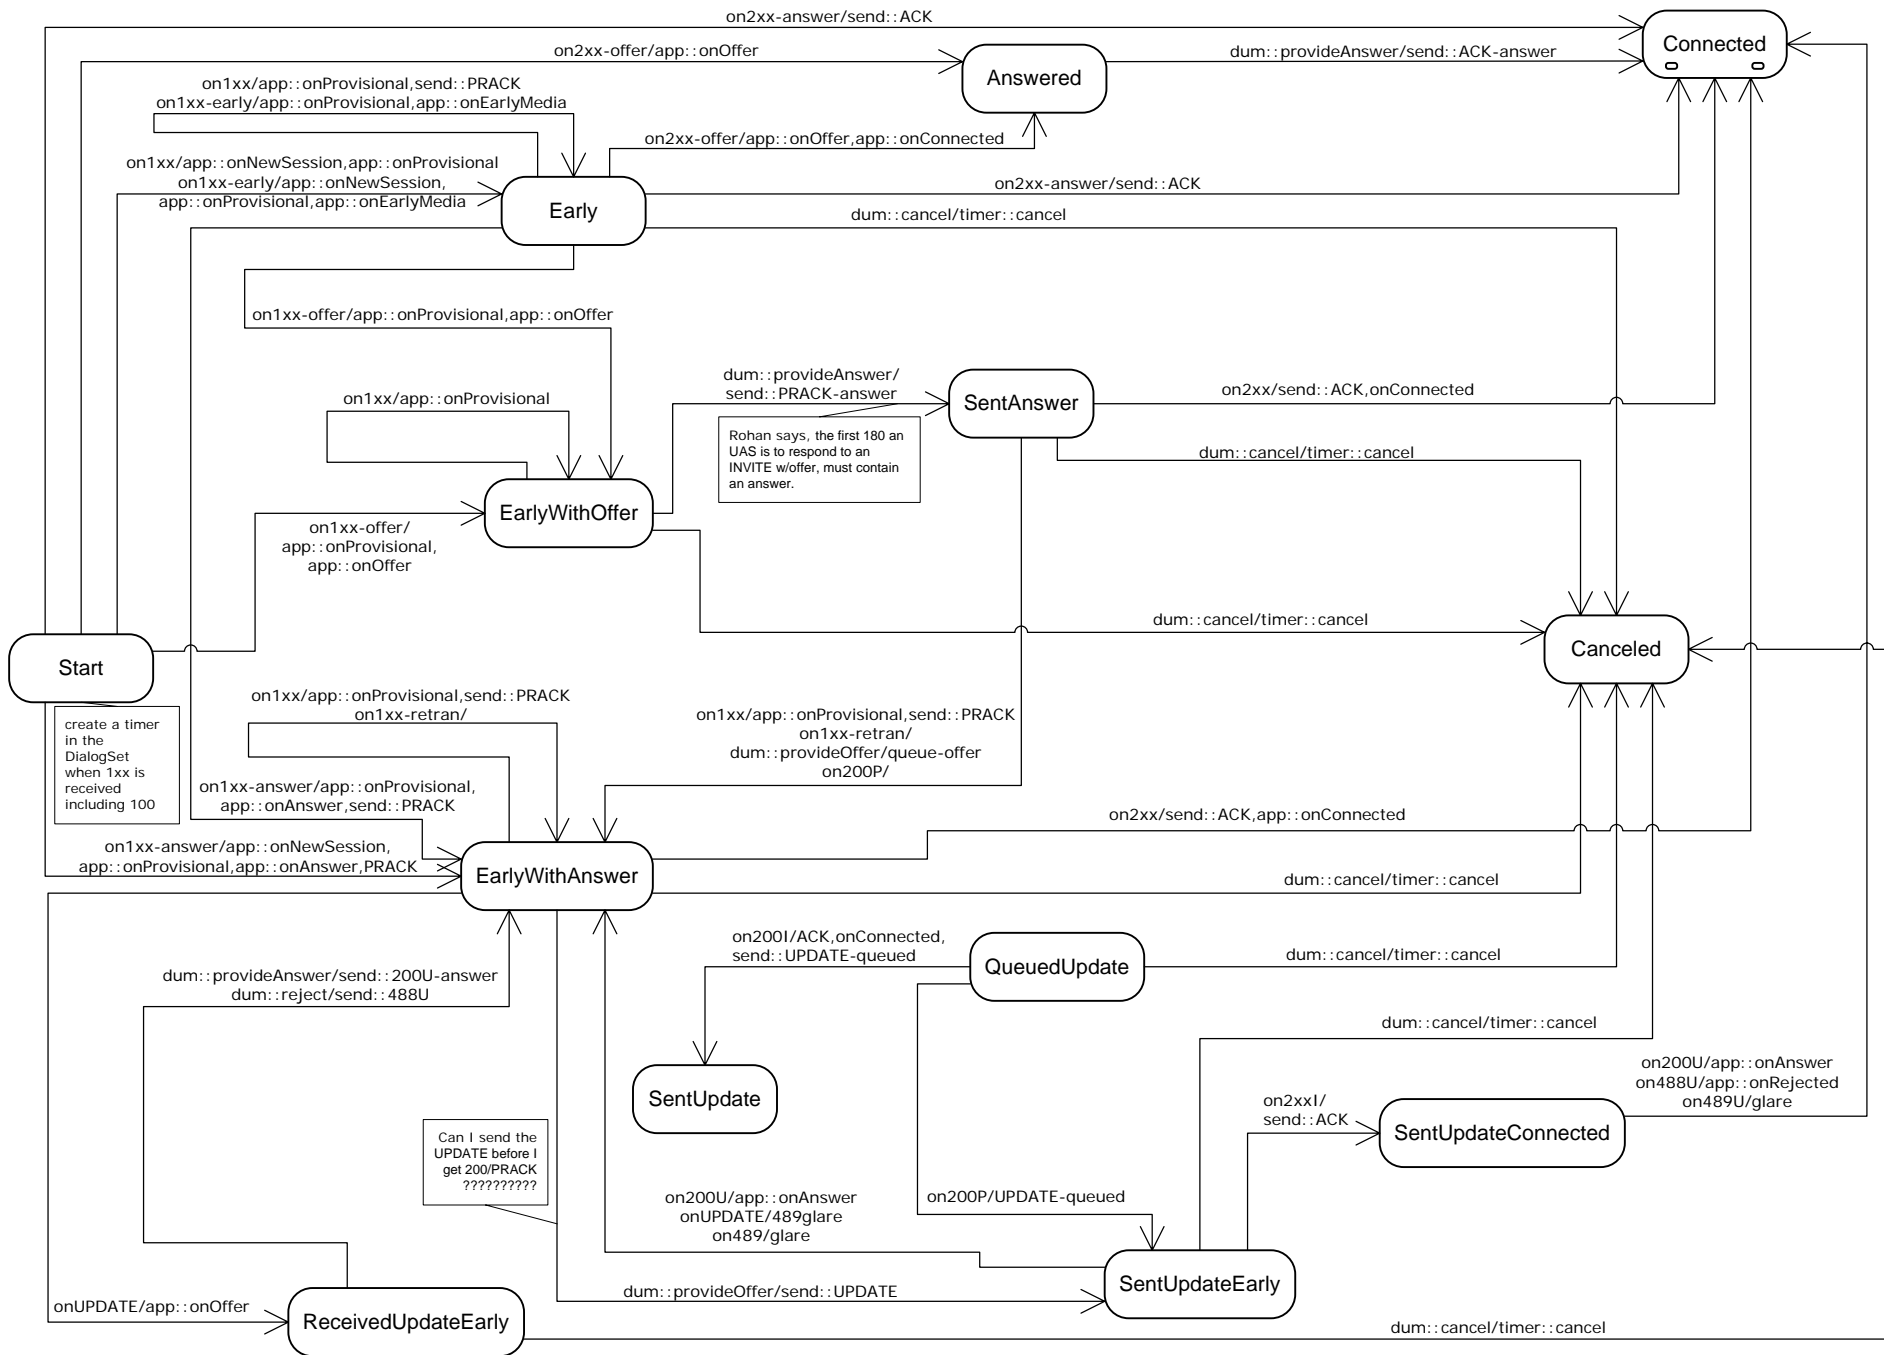 on2xx-answer/send::ACK
Connected
on2xx-offer/app::onOffer
dum::provideAnswer/send::ACK-answer
Answered
on1xx/app::onProvisional,send::PRACK
on1xx-early/app::onProvisional,app::onEarlyMedia
on2xx-offer/app::onOffer,app::onConnected
on1xx/app::onNewSession,app::onProvisional
on1xx-early/app::onNewSession,
app::onProvisional,app::onEarlyMedia
on2xx-answer/send::ACK
Early
dum::cancel/timer::cancel
on1xx-offer/app::onProvisional,app::onOffer
dum::provideAnswer/
send::PRACK-answer
on1xx/app::onProvisional
SentAnswer
on2xx/send::ACK,onConnected
Rohan says, the first 180 an
UAS is to respond to an
INVITE w/offer, must contain
an answer.
dum::cancel/timer::cancel
EarlyWithOffer
on1xx-offer/
app::onProvisional,
app::onOffer
dum::cancel/timer::cancel
Canceled
Start
create a timer
in the
DialogSet
when 1xx is
received
including 100
on1xx/app::onProvisional,send::PRACK
on1xx-retran/
on1xx/app::onProvisional,send::PRACK
on1xx-retran/
dum::provideOffer/queue-offer
on200P/
on1xx-answer/app::onProvisional,
app::onAnswer,send::PRACK
on2xx/send::ACK,app::onConnected
on1xx-answer/app::onNewSession,
app::onProvisional,app::onAnswer,PRACK
EarlyWithAnswer
dum::cancel/timer::cancel
on200I/ACK,onConnected,
send::UPDATE-queued
QueuedUpdate
dum::cancel/timer::cancel
dum::provideAnswer/send::200U-answer
dum::reject/send::488U
dum::cancel/timer::cancel
on200U/app::onAnswer
on488U/app::onRejected
on489U/glare
SentUpdate
on2xxI/
send::ACK
SentUpdateConnected
Can I send the
UPDATE before I
get 200/PRACK
??????????
on200U/app::onAnswer
onUPDATE/489glare
on489/glare
on200P/UPDATE-queued
SentUpdateEarly
dum::provideOffer/send::UPDATE
onUPDATE/app::onOffer
ReceivedUpdateEarly
dum::cancel/timer::cancel